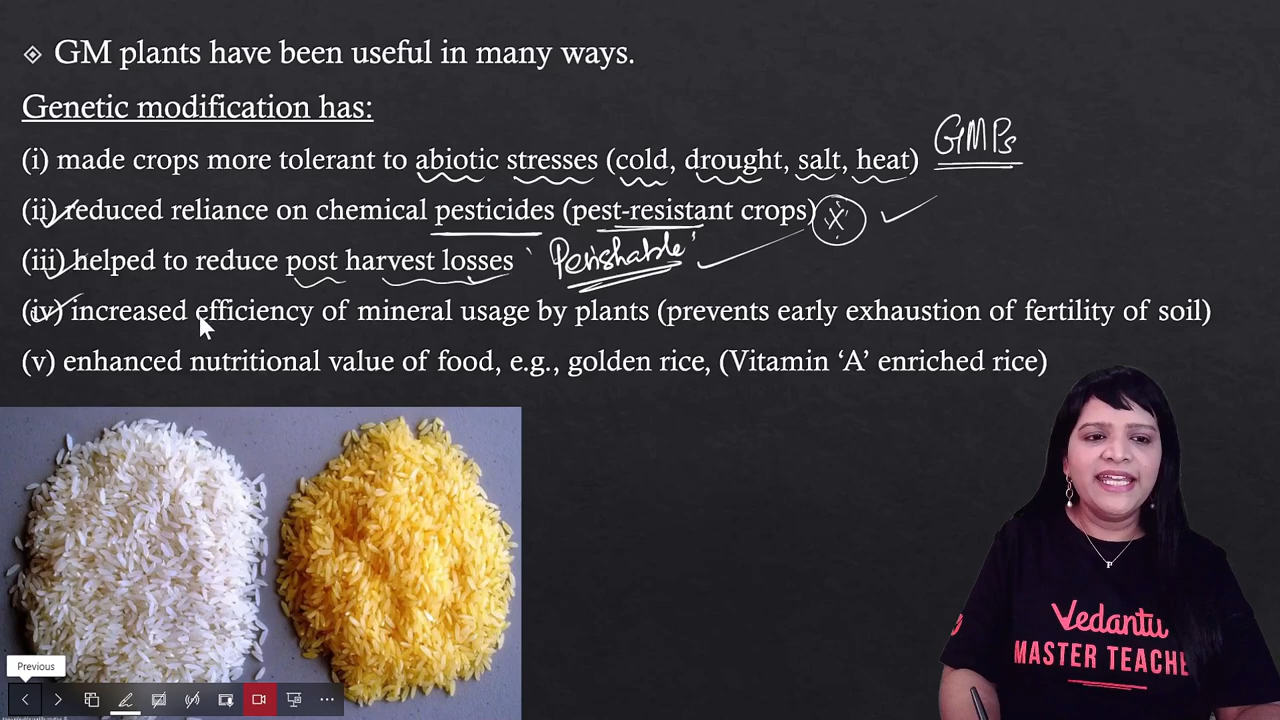 GM plants have been useful in many ways.
Genetic modification has:
(i) made crops more tolerant to abiotic stresses (cold, drought, salt, heat) GMPs
(ii) reduced reliance on chemical pesticides (pest-resistant crops)
(iii) helped to reduce post harvest losses 'Perishable'
(iv) increased efficiency of mineral usage by plants (prevents early exhaustion of fertility of soil)
(v) enhanced nutritional value of food, e.g., golden rice, (Vitamin ‘A’ enriched rice)
Vedantu
MASTER TEACHE
Previous